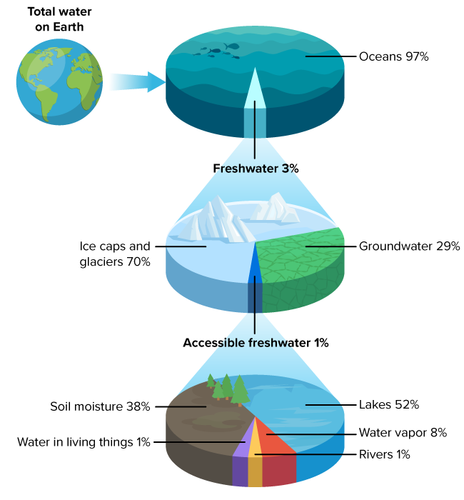 Total water
on Earth
Oceans 97%
Freshwater 3%
Ice caps and
glaciers 70%
Groundwater 29%
Accessible freshwater 1%
Soil moisture 38%
Lakes 52%
Water vapor 8%
Water in living things 1%
Rivers 1%